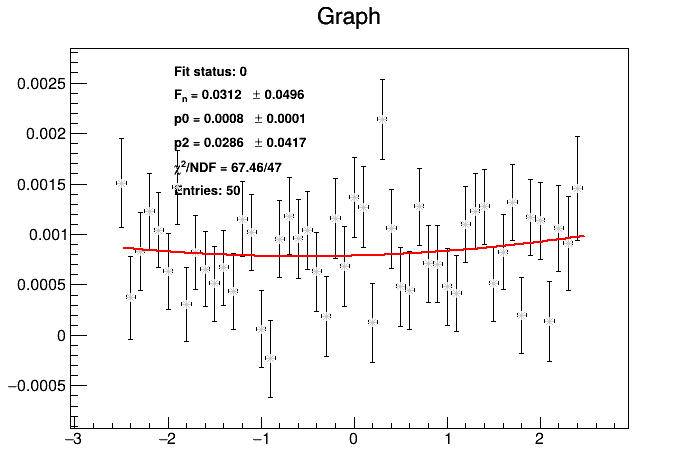 Graph
Fit status: 0
Fn = 0.0312 ± 0.0496
p0 = 0.0008 ± 0.0001
p2 = 0.0286 ± 0.0417
χ²/NDF = 67.46/47
Entries: 50
0.0025
0.002
0.0015
0.001
0.0005
0
−0.0005
−3 −2 −1 0 1 2